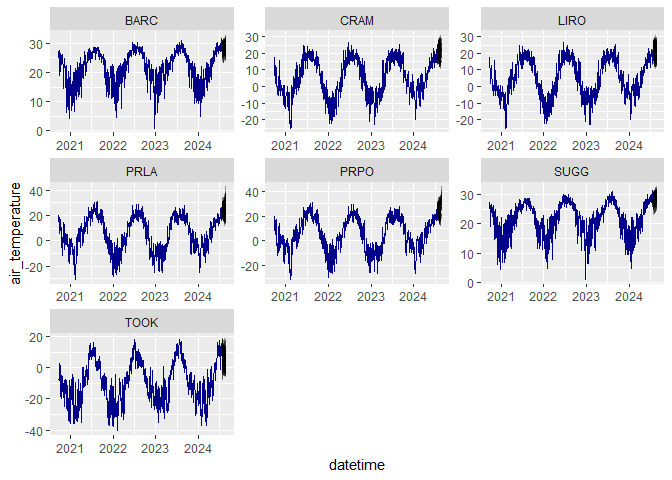 BARC CRAM LIRO
30 30 30
20 20 20
10 10 10
0 0 0
-10 -10
-20 -20
2021 2022 2023 2024 2021 2022 2023 2024 2021 2022 2023 2024
PRLA PRPO SUGG
40 40 30
20 20 20
0 0 10
-20 -20 0
2021 2022 2023 2024 2021 2022 2023 2024 2021 2022 2023 2024
TOOK
20
0
-20
-40
2021 2022 2023 2024
air_temperature
datetime